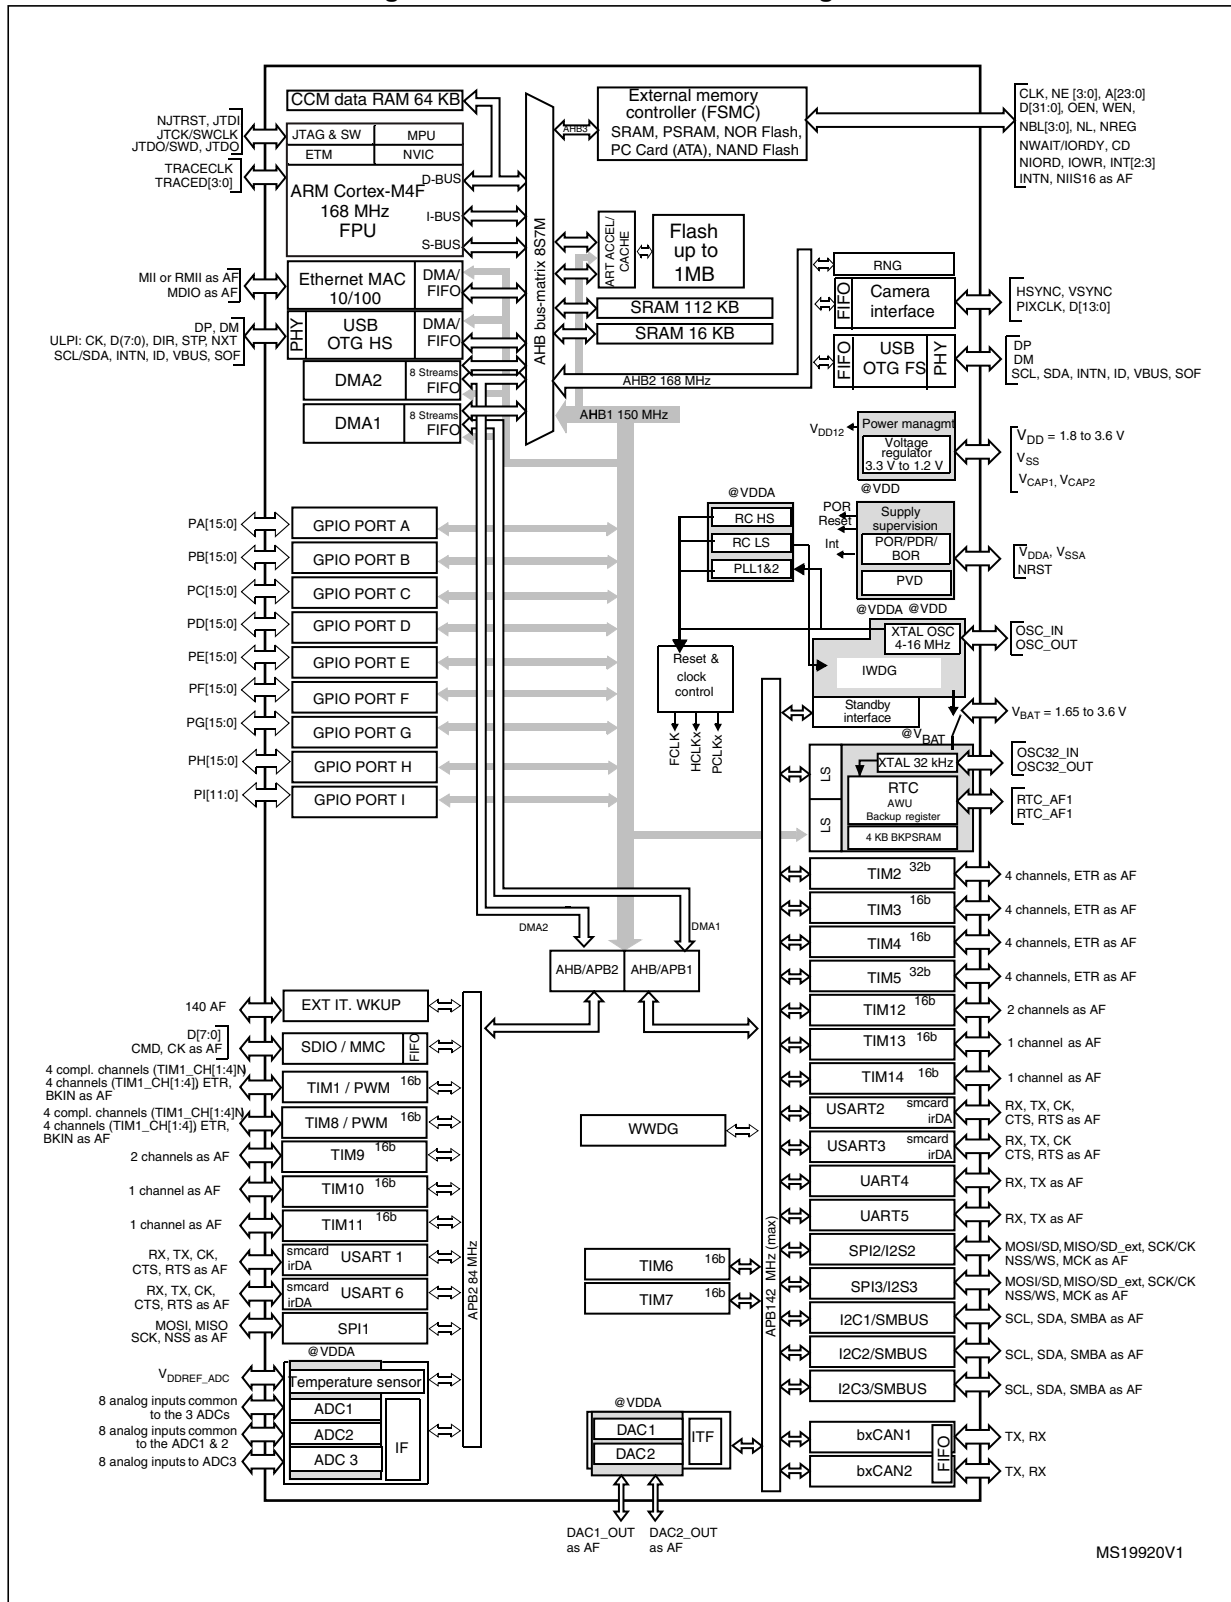 CCM data RAM 64 KB
NJTRST, JTDI
JTCK/SWCLK
JTDO/SWD, JTDO
TRACECLK
TRACED[3:0]
JTAG & SW
MPU
ETM
NVIC
ARM Cortex-M4F
168 MHz
FPU
D-BUS
I-BUS
S-BUS
MII or RMII as AF
MDIO as AF
Ethernet MAC
10/100
DMA/
FIFO
DP, DM
ULPI: CK, D(7:0), DIR, STP, NXT
SCL/SDA, INTN, ID, VBUS, SOF
PHY
USB
OTG HS
DMA/
FIFO
DMA2
8 Streams
FIFO
DMA1
8 Streams
FIFO
AHB bus-matrix 8S7M
AHB3
External memory
controller (FSMC)
SRAM, PSRAM, NOR Flash,
PC Card (ATA), NAND Flash
CLK, NE [3:0], A[23:0]
D[31:0], OEN, WEN,
NBL[3:0], NL, NREG
NWAIT/IORDY, CD
NIORD, IOWR, INT[2:3]
INTN, NIIS16 as AF
ART ACCEL/
CACHE
Flash
up to
1MB
SRAM 112 KB
SRAM 16 KB
AHB2 168 MHz
AHB1 150 MHz
RNG
FIFO
Camera
interface
HSYNC, VSYNC
PIXCLK, D[13:0]
FIFO
USB
OTG FS
PHY
DP
DM
SCL, SDA, INTN, ID, VBUS, SOF
VDD12
Power managmt
Voltage
regulator
3.3 V to 1.2 V
VDD = 1.8 to 3.6 V
VSS
VCAP1, VCAP2
@VDD
@VDDA
RC HS
RC LS
PLL1&2
POR
Reset
Int
Supply
supervision
POR/PDR/
BOR
PVD
VDDA, VSSA
NRST
@VDDA @VDD
XTAL OSC
4-16 MHz
OSC_IN
OSC_OUT
IWDG
Reset &
clock
control
FCLK
HCLKx
PCLKx
Standby
interface
VBAT = 1.65 to 3.6 V
@VBAT
LS
LS
XTAL 32 kHz
OSC32_IN
OSC32_OUT
RTC
AWU
Backup register
4 KB BKPSRAM
RTC_AF1
RTC_AF1
PA[15:0]
GPIO PORT A
PB[15:0]
GPIO PORT B
PC[15:0]
GPIO PORT C
PD[15:0]
GPIO PORT D
PE[15:0]
GPIO PORT E
PF[15:0]
GPIO PORT F
PG[15:0]
GPIO PORT G
PH[15:0]
GPIO PORT H
PI[11:0]
GPIO PORT I
DMA2
DMA1
AHB/APB2
AHB/APB1
140 AF
EXT IT. WKUP
D[7:0]
CMD, CK as AF
SDIO / MMC
FIFO
4 compl. channels (TIM1_CH[1:4]N
4 channels (TIM1_CH[1:4]) ETR,
BKIN as AF
TIM1 / PWM 16b
4 compl. channels (TIM1_CH[1:4]N
4 channels (TIM1_CH[1:4]) ETR,
BKIN as AF
TIM8 / PWM 16b
2 channels as AF
TIM9 16b
1 channel as AF
TIM10 16b
1 channel as AF
TIM11 16b
RX, TX, CK,
CTS, RTS as AF
smcard
irDA
USART 1
RX, TX, CK,
CTS, RTS as AF
smcard
irDA
USART 6
MOSI, MISO
SCK, NSS as AF
SPI1
@VDDA
VDDREF_ADC
Temperature sensor
8 analog inputs common
to the 3 ADCs
8 analog inputs common
to the ADC1 & 2
8 analog inputs to ADC3
ADC1
ADC2
ADC 3
IF
APB2 84 MHz
WWDG
TIM6 16b
TIM7 16b
@VDDA
DAC1
DAC2
ITF
DAC1_OUT
as AF
DAC2_OUT
as AF
APB142 MHz (max)
TIM2 32b
4 channels, ETR as AF
TIM3 16b
4 channels, ETR as AF
TIM4 16b
4 channels, ETR as AF
TIM5 32b
4 channels, ETR as AF
TIM12 16b
2 channels as AF
TIM13 16b
1 channel as AF
TIM14 16b
1 channel as AF
USART2
smcard
irDA
RX, TX, CK,
CTS, RTS as AF
USART3
smcard
irDA
RX, TX, CK
CTS, RTS as AF
UART4
RX, TX as AF
UART5
RX, TX as AF
SPI2/I2S2
MOSI/SD, MISO/SD_ext, SCK/CK
NSS/WS, MCK as AF
SPI3/I2S3
MOSI/SD, MISO/SD_ext, SCK/CK
NSS/WS, MCK as AF
I2C1/SMBUS
SCL, SDA, SMBA as AF
I2C2/SMBUS
SCL, SDA, SMBA as AF
I2C3/SMBUS
SCL, SDA, SMBA as AF
bxCAN1
TX, RX
bxCAN2
FIFO
TX, RX
MS19920V1